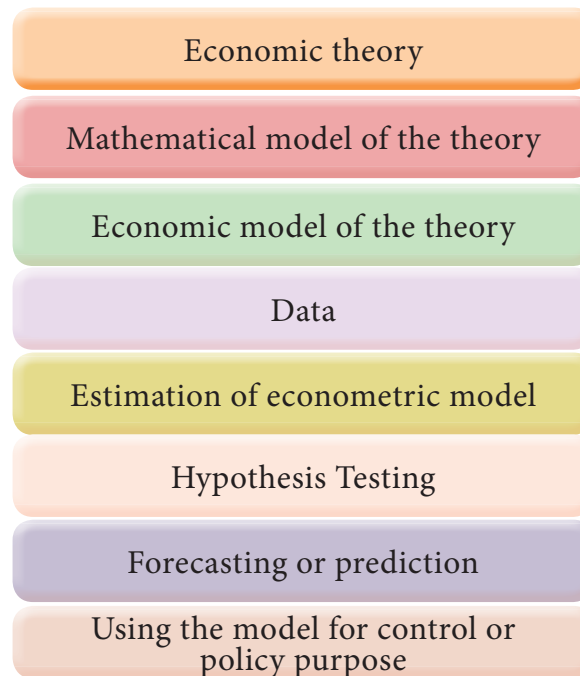 Economic theory
Mathematical model of the theory
Economic model of the theory
Data
Estimation of econometric model
Hypothesis Testing
Forecasting or prediction
Using the model for control or
policy purpose